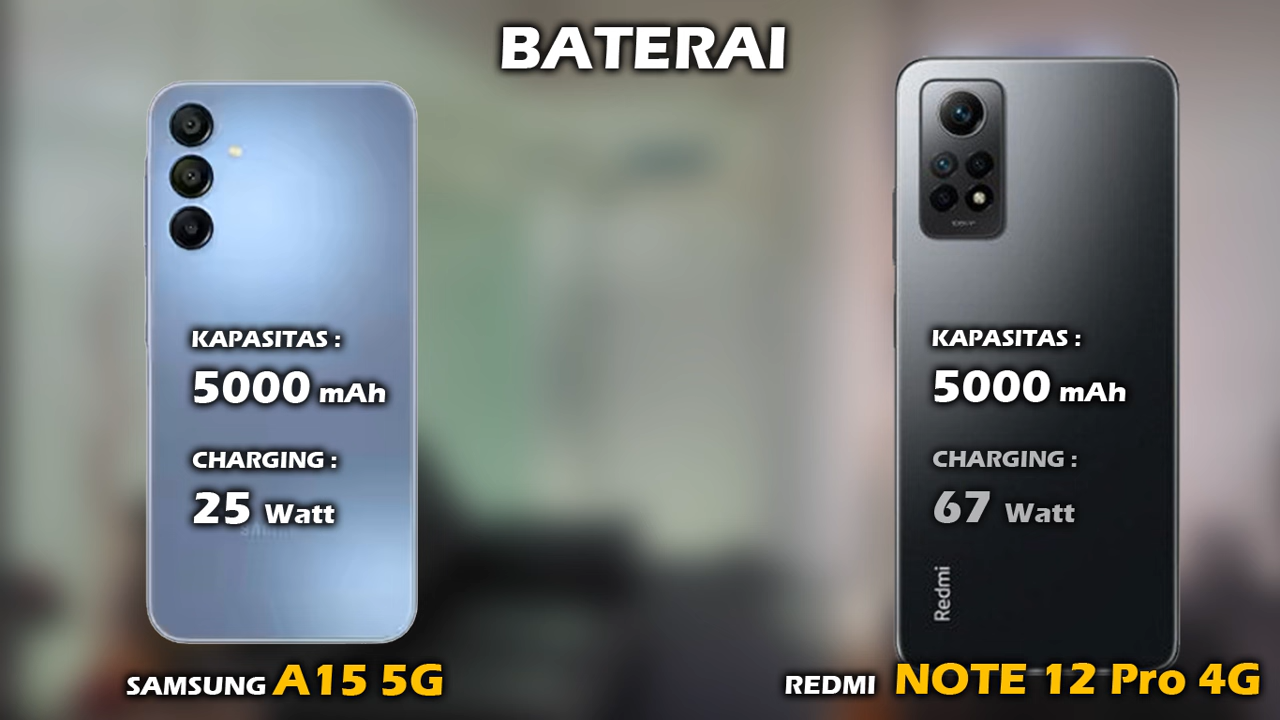 BATERAI
KAPASITAS :
5000 mAh
CHARGING :
25 Watt
SAMSUNG
SAMSUNG A15 5G
KAPASITAS :
5000 mAh
CHARGING :
67 Watt
Redmi
REDMI NOTE 12 Pro 4G